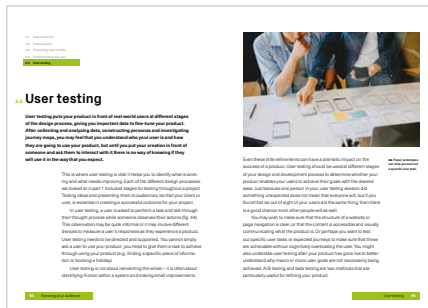 User testing
User testing puts your product in front of real-world users at different stages
of the design process, giving you important data to fine-tune your product.
After collecting and analyzing data, constructing personas and investigating
journey maps, you may feel that you understand who your user is and how
they are going to use your product, but until you put your creation in front of
someone and ask them to interact with it there is no way of knowing if they
will use it in the way that you expect.
This is where user testing is vital: it helps you to identify what is work-
ing and what needs improving. Each of the different design processes
we looked at in part 1 included stages for testing throughout a project.
Testing ideas and presenting them to audiences, be that your client or
user, is essential in creating a successful outcome for your project.
In user testing, a user is asked to perform a task and talk through
their thought process while someone observes their actions
This observation may be quite informal or it may involve different
devices to measure a user's responses as they experience a product.
User testing needs to be directed and supported. You cannot simply
ask a user to use your product, you need to give them a task to achieve
through using your product (e.g. finding a specific piece of informa-
tion or booking a holiday).
User testing is not about reinventing the wheel – it is often about
identifying friction within a system and making small improvements.
Knowing your audience
Even these little refinements can have a dramatic impact on the
success of a product. User testing should be used at different stages
of your design and development process to determine whether your
product enables your users to achieve their goals with the desired
ease. Just because one person in your user testing session did
something unexpected does not mean that everyone will, but if you
found that six out of eight of your users did the same thing, then there
is a good chance most other people will as well.
You may wish to make sure that the structure of a website or
page navigation is clear, or that the content is accessible and visually
communicating what the product is. Or perhaps you want to test
out specific user tasks or expected journeys to make sure that these
are achievable without cognitively overloading the user. You might
also undertake user testing after your product has gone live to better
understand why macro or micro user goals are not necessarily being
achieved. A/B testing and beta testing are two methods that are
particularly useful for refining your product.
Paper prototypes
can help you test out
a specific user task.
User testing